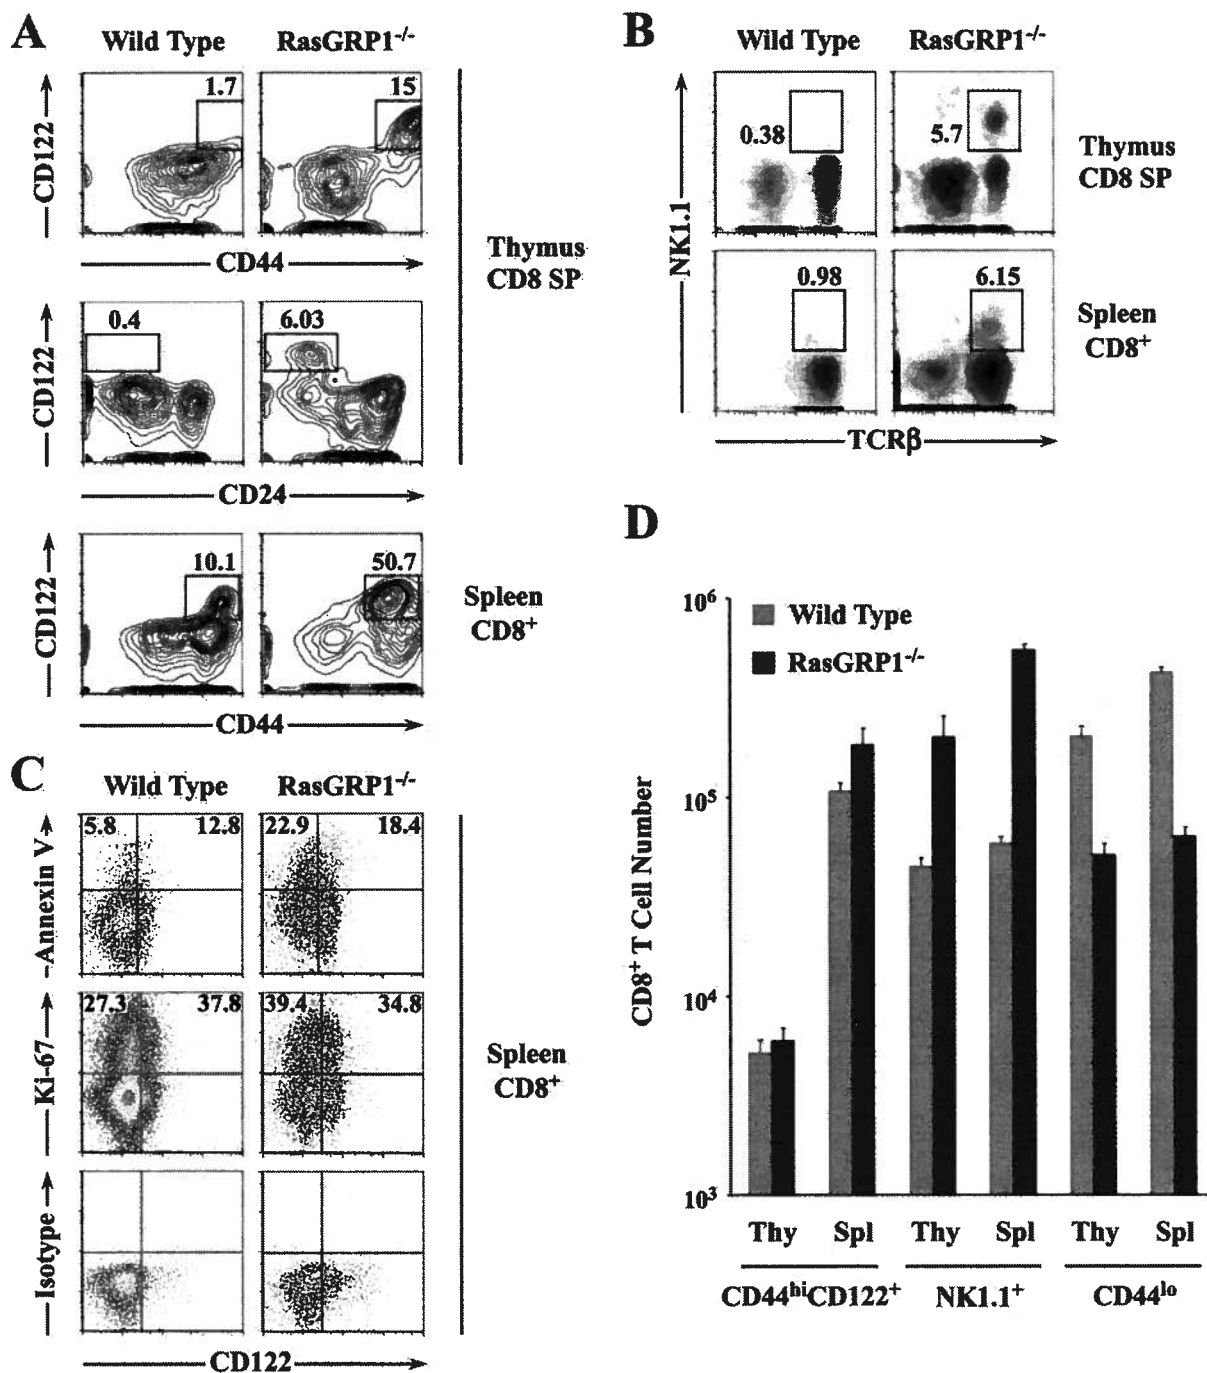 A
Wild Type RasGRP1-/-
1.7 15
CD122
CD44
Thymus
CD8 SP
0.4 6.03
CD122
CD24
10.1 50.7
CD122
CD44
Spleen
CD8+
B
Wild Type RasGRP1-/-
0.38 5.7
Thymus
CD8 SP
NK1.1
0.98 6.15
Spleen
CD8+
TCRβ
C
Wild Type RasGRP1-/-
5.8 12.8 22.9 18.4
Annexin V
27.3 37.8 39.4 34.8
Ki-67
Spleen
CD8+
Isotype
CD122
D
Wild Type
RasGRP1-/-
CD8+ T Cell Number
10⁶
10⁵
10⁴
10³
Thy Spl Thy Spl Thy Spl
CD44hiCD122+ NK1.1+ CD44lo